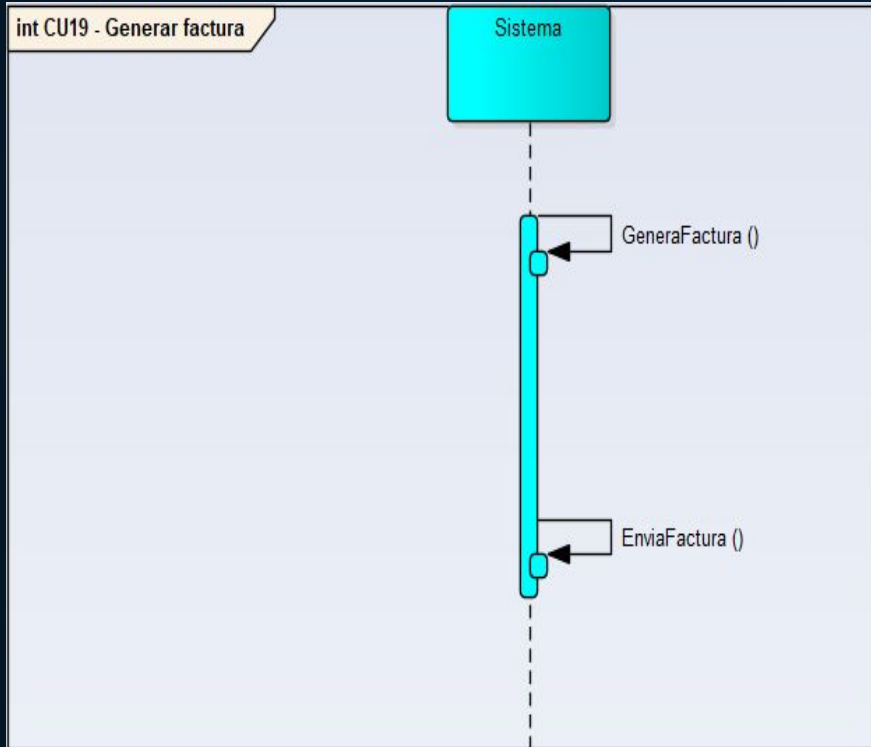 int CU19 - Generar factura
Sistema
GeneraFactura ()
EnviaFactura ()